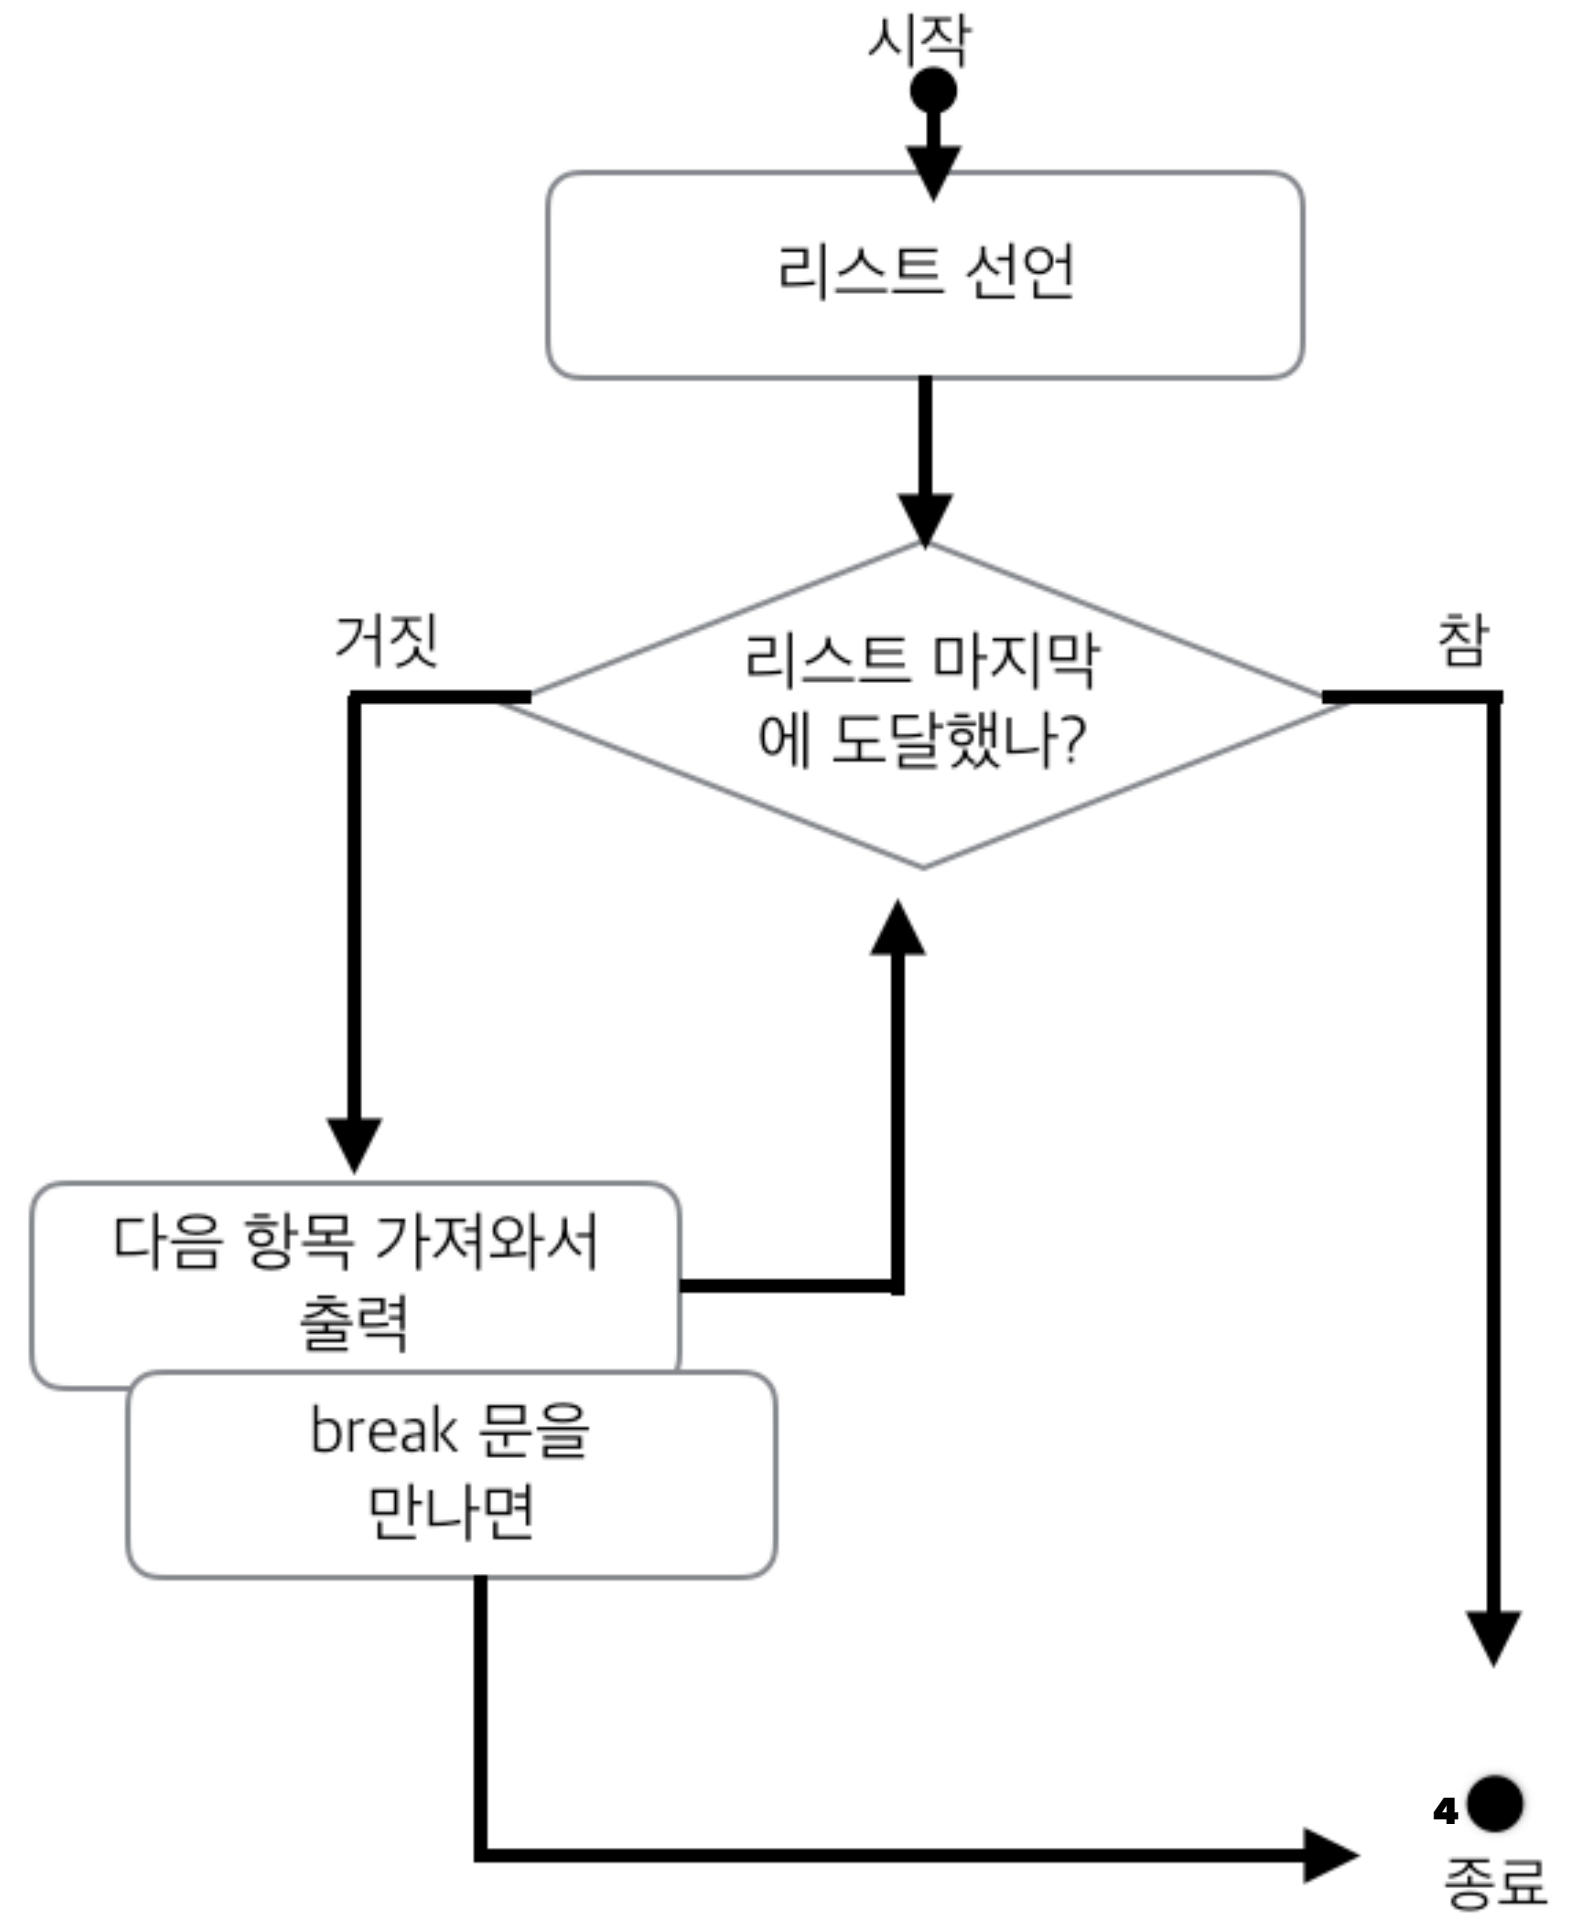 시작
리스트 선언
거짓
참
리스트 마지막
에 도달했나?
다음 항목 가져와서
출력
break 문을
만나면
4
종료